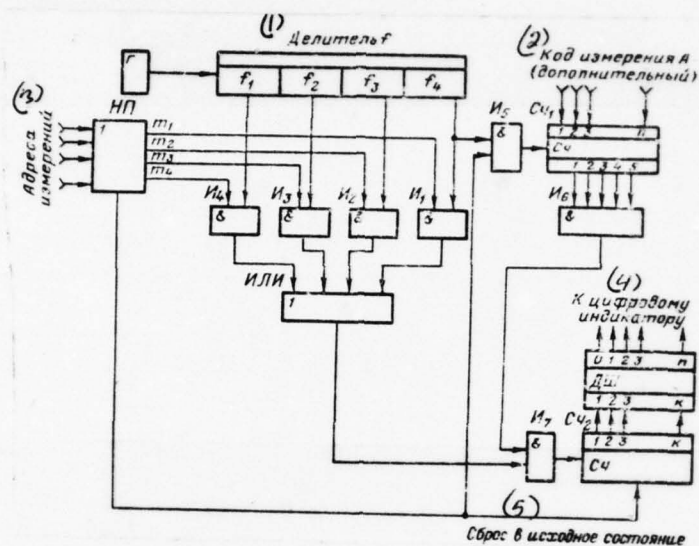 (1)
Делитель f
Г
f₁ f₂ f₃ f₄
(2)
Код измерения А
(дополнительный)
(3)
НП
1
Адреса
измерений
m₁
m₂
m₃
m₄
И₅
&
Сч₁
1 2 n
Сч
1 2 3 4 5
И₄
&
И₃
&
И₂
&
И₁
&
И₆
&
ИЛИ
1
(4)
К цифровому
индикатору
0 1 2 3 n
ДШ
1 2 3 к
И₇
&
Сч₂
1 2 3 к
Сч
(5)
Сброс в исходное состояние